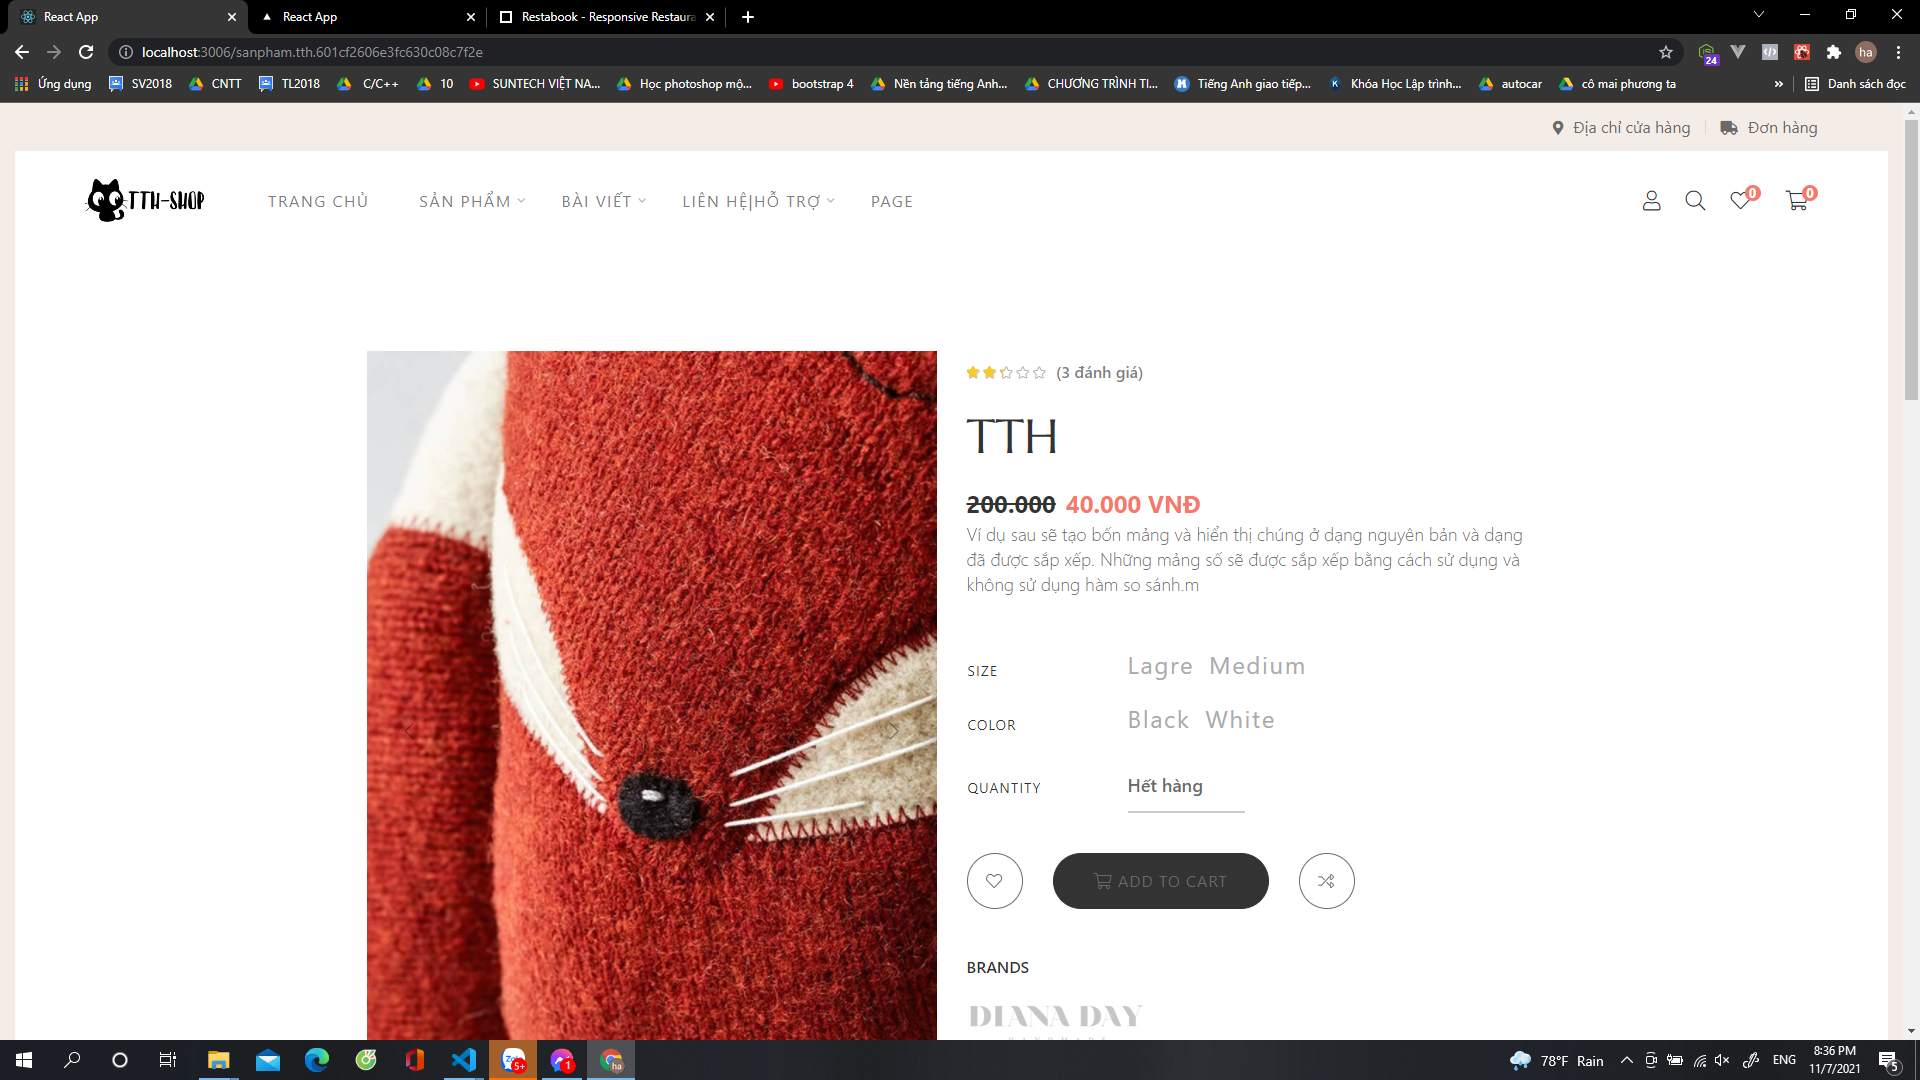 React App
React App
Restabook - Responsive Restaura
localhost:3006/sanpham.tth.601cf2606e3fc630c08c7f2e
24
ha
Ứng dụng
SV2018
CNTT
TL2018
C/C++
10
SUNTECH VIỆT NA...
Học photoshop mộ...
bootstrap 4
Nền tảng tiếng Anh...
CHƯƠNG TRÌNH TI...
Tiếng Anh giao tiếp...
Khóa Học Lập trình...
autocar
cô mai phương ta
»
Danh sách đọc
Địa chỉ cửa hàng
Đơn hàng
TTH-SHOP
TRANG CHỦ
SẢN PHẨM
BÀI VIẾT
LIÊN HỆ|HỖ TRỢ
PAGE
0
0
(3 đánh giá)
TTH
200.000 40.000 VNĐ
Ví dụ sau sẽ tạo bốn mảng và hiển thị chúng ở dạng nguyên bản và dạng
đã được sắp xếp. Những mảng số sẽ được sắp xếp bằng cách sử dụng và
không sử dụng hàm so sánh.m
SIZE
Lagre Medium
COLOR
Black White
QUANTITY
Hết hàng
ADD TO CART
BRANDS
DIANA DAY
Zalo
5+
1
ha
78°F Rain
ENG
8:36 PM
11/7/2021
5